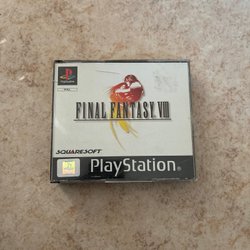 FINAL FANTASY VIII
SQUARESOFT
PlayStation